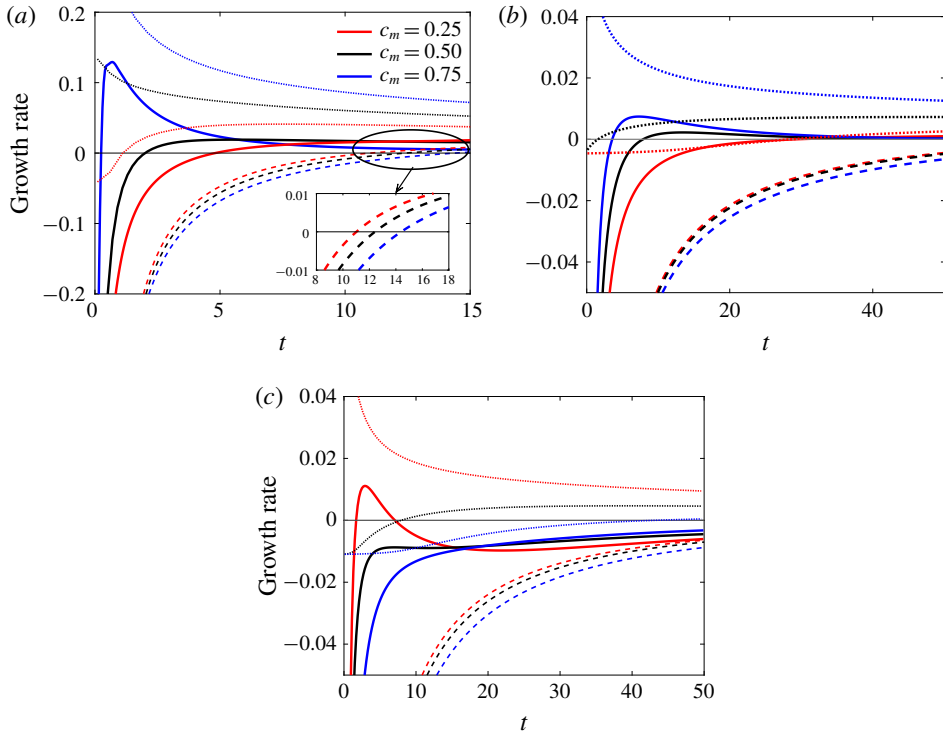 (a)
0.2
0.1
0
−0.1
−0.2
Growth rate
c_m = 0.25
c_m = 0.50
c_m = 0.75
0.01
0
−0.01
8 10 12 14 16 18
0 5 10 15
t
(b)
0.04
0.02
0
−0.02
−0.04
0 20 40
t
(c)
0.04
0.02
0
−0.02
−0.04
Growth rate
0 10 20 30 40 50
t